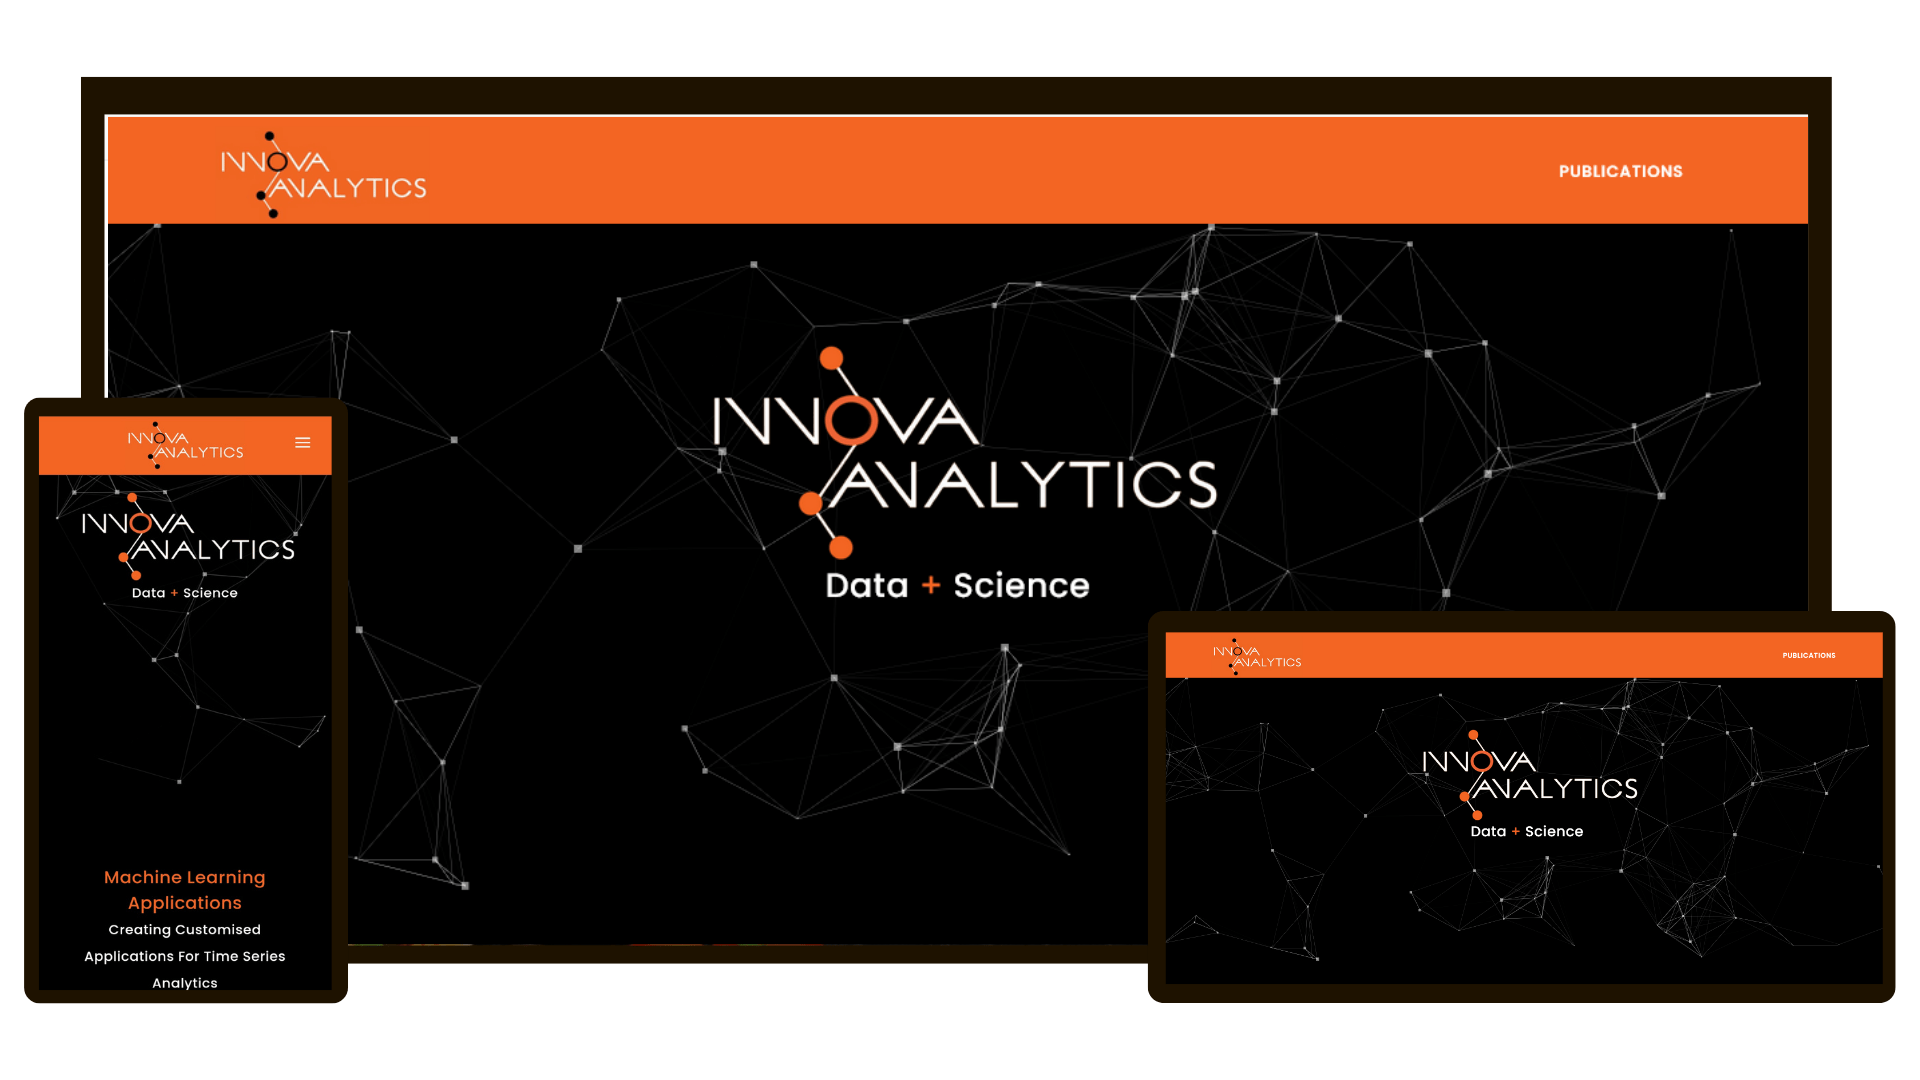 INNOVA
ANALYTICS
PUBLICATIONS
INNOVA
ANALYTICS
Data + Science
INNOVA
ANALYTICS
INNOVA
ANALYTICS
Data + Science
Machine Learning
Applications
Creating Customised
Applications For Time Series
Analytics
INNOVA
ANALYTICS
PUBLICATIONS
INNOVA
ANALYTICS
Data + Science